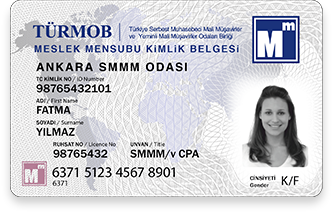 TÜRMOB
Türkiye Serbest Muhasebeci Mali Müşavirler
ve Yeminli Mali Müşavirler Odaları Birliği
Mm
MESLEK MENSUBU KİMLİK BELGESİ
ANKARA SMMM ODASI
TC KİMLİK NO / ID Number
98765432101
ADI / First Name
FATMA
SOYADI / Surname
YILMAZ
RUHSAT NO / Licence No
98765432
UNVAN / Title
SMMM/v CPA
Mm
6371 5123 4567 8901
6371
CİNSİYETİ
Gender
K/F